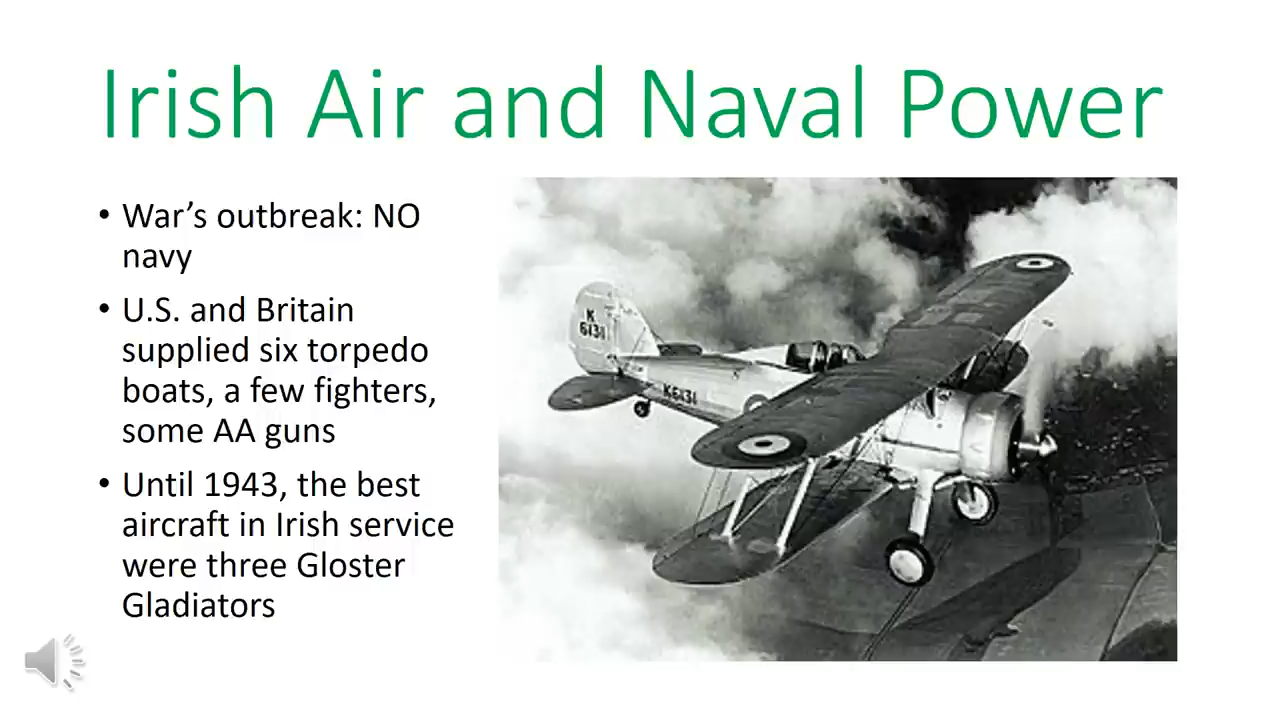 Irish Air and Naval Power
• War’s outbreak: NO
navy
• U.S. and Britain
supplied six torpedo
boats, a few fighters,
some AA guns
• Until 1943, the best
aircraft in Irish service
were three Gloster
Gladiators
K
6131
K6131